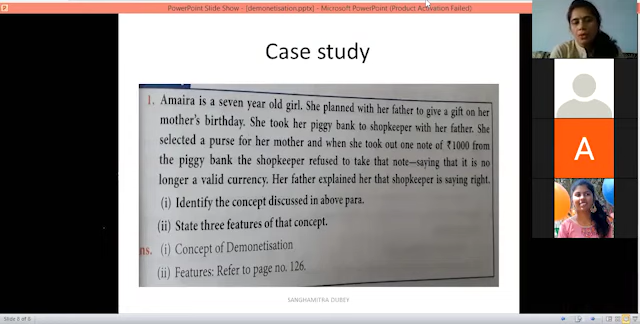 PowerPoint Slide Show - [demonetisation.pptx] - Microsoft PowerPoint (Product Activation Failed)
Case study
1. Amaira is a seven year old girl. She planned with her father to give a gift on her
mother's birthday. She took her piggy bank to shopkeeper with her father. She
selected a purse for her mother and when she took out one note of ₹1000 from
the piggy bank the shopkeeper refused to take that note—saying that it is no
longer a valid currency. Her father explained her that shopkeeper is saying right.
(i) Identify the concept discussed in above para.
(ii) State three features of that concept.
ns. (i) Concept of Demonetisation
(ii) Features: Refer to page no. 126.
SANGHAMITRA DUBEY
A
Slide 8 of 8